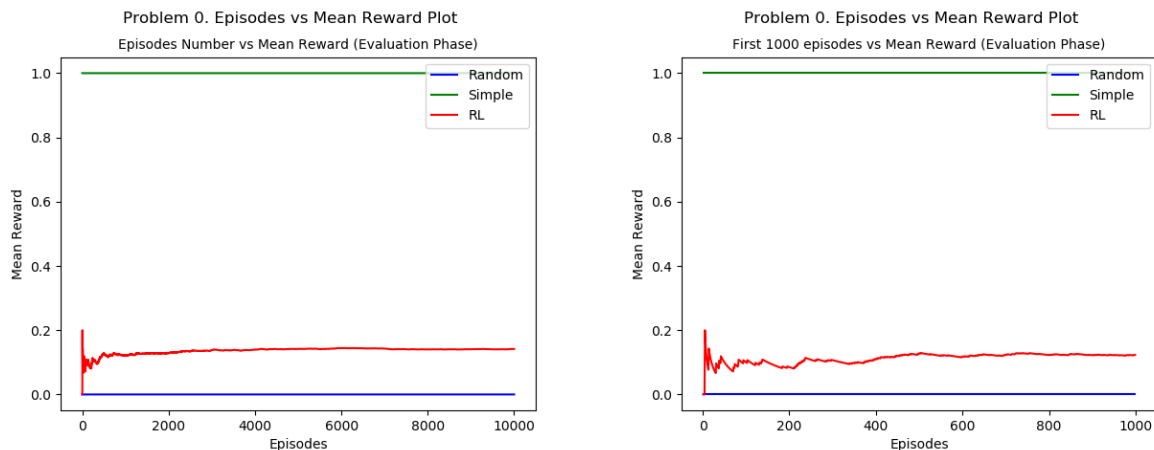 Problem 0. Episodes vs Mean Reward Plot
Episodes Number vs Mean Reward (Evaluation Phase)
Mean Reward
1.0
0.8
0.6
0.4
0.2
0.0
Random
Simple
RL
0 2000 4000 6000 8000 10000
Episodes
Problem 0. Episodes vs Mean Reward Plot
First 1000 episodes vs Mean Reward (Evaluation Phase)
Mean Reward
1.0
0.8
0.6
0.4
0.2
0.0
Random
Simple
RL
0 200 400 600 800 1000
Episodes